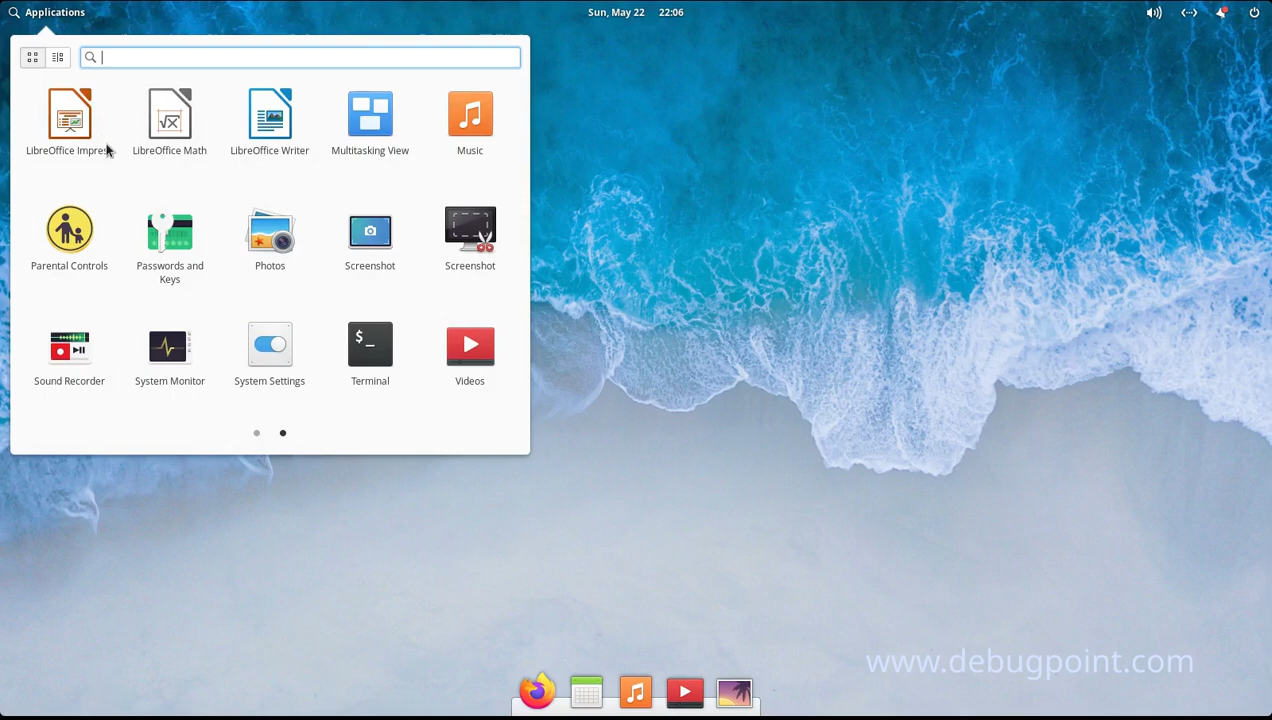 Applications
Sun, May 22 22:06
LibreOffice Impre
LibreOffice Math
LibreOffice Writer
Multitasking View
Music
Parental Controls
Passwords and
Keys
Photos
Screenshot
Screenshot
Sound Recorder
System Monitor
System Settings
$_
Terminal
Videos
www.debugpoint.com